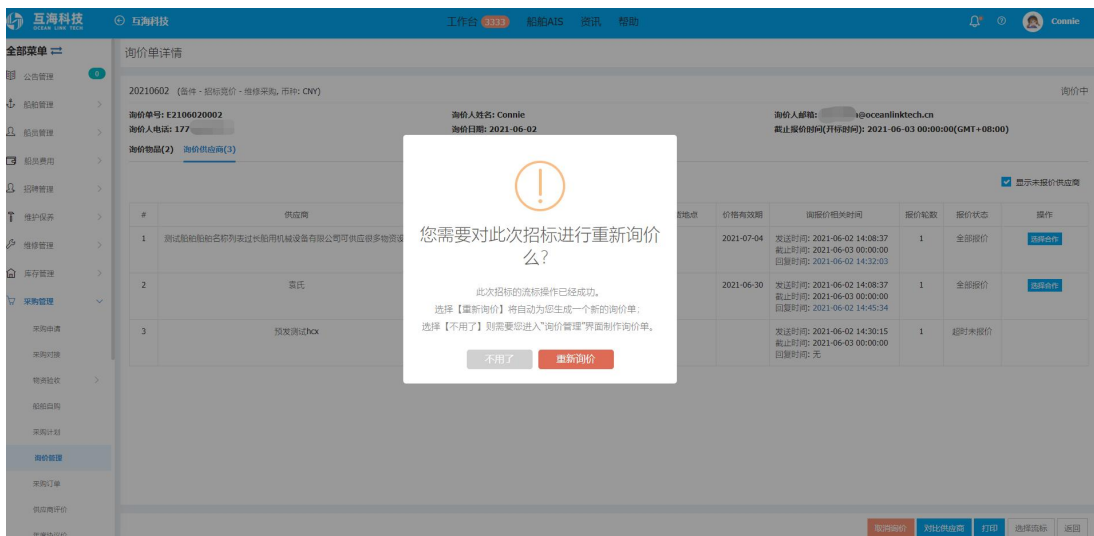 互海科技
OCEAN LINK TECH
互海科技
工作台 3333 船舶AIS 资讯 帮助
Connie
全部菜单
公告管理 0
船舶管理
船员管理
船员费用
招聘管理
维护保养
维修管理
库存管理
采购管理
采购申请
采购对接
物资验收
船舶自购
采购计划
询价管理
采购订单
供应商评价
询价单详情
20210602 (备件 - 招标竞价 - 维修采购, 币种: CNY) 询价中
询价单号: E2106020002 询价人姓名: Connie 询价人邮箱: @oceanlinktech.cn
询价人电话: 177 询价日期: 2021-06-02 截止报价时间(开标时间): 2021-06-03 00:00:00(GMT+08:00)
询价物品(2) 询价供应商(3)
显示未报价供应商
# 供应商 货地点 价格有效期 询报价相关时间 报价轮数 报价状态 操作
1 测试船舶船舶名称列表过长船用机械设备有限公司可供应很多物资设 2021-07-04 发送时间: 2021-06-02 14:08:37 1 全部报价 选择合作
截止时间: 2021-06-03 00:00:00
回复时间: 2021-06-02 14:32:03
2 袁氏 2021-06-30 发送时间: 2021-06-02 14:08:37 1 全部报价 选择合作
截止时间: 2021-06-03 00:00:00
回复时间: 2021-06-02 14:45:34
3 预发测试hcx 发送时间: 2021-06-02 14:30:15 1 超时未报价
截止时间: 2021-06-03 00:00:00
回复时间: 无
您需要对此次招标进行重新询价
么?
此次招标的流标操作已经成功。
选择【重新询价】将自动为您生成一个新的询价单;
选择【不用了】则需要您进入"询价管理"界面制作询价单。
不用了 重新询价
取消询价 对比供应商 打印 选择流标 返回